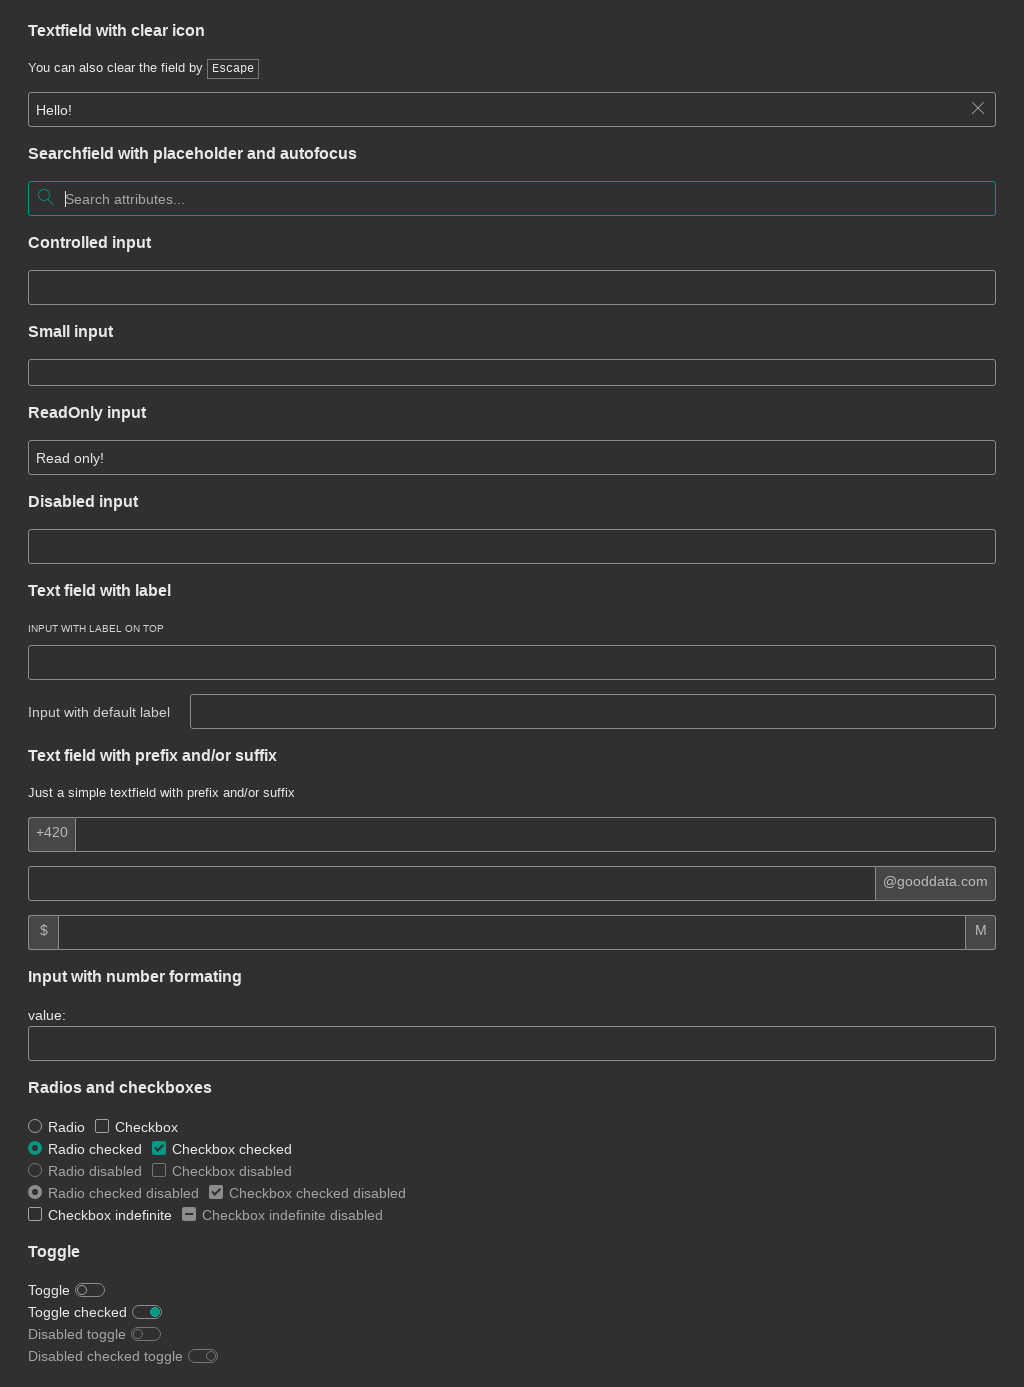 Textfield with clear icon
You can also clear the field by Escape
Hello!
Searchfield with placeholder and autofocus
Search attributes...
Controlled input
Small input
ReadOnly input
Read only!
Disabled input
Text field with label
INPUT WITH LABEL ON TOP
Input with default label
Text field with prefix and/or suffix
Just a simple textfield with prefix and/or suffix
+420
@gooddata.com
$ M
Input with number formating
value:
Radios and checkboxes
Radio Checkbox
Radio checked Checkbox checked
Radio disabled Checkbox disabled
Radio checked disabled Checkbox checked disabled
Checkbox indefinite Checkbox indefinite disabled
Toggle
Toggle
Toggle checked
Disabled toggle
Disabled checked toggle